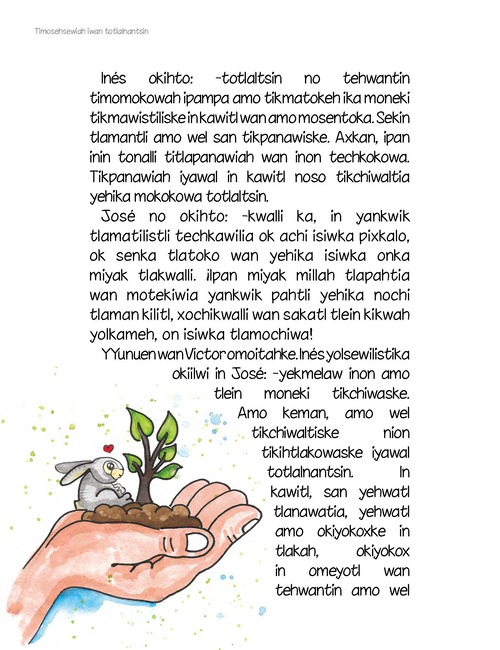 Timosehsewiah iwan totlalnantsin
Inés okihto: -totlaltsin no tehwantin
timomokowah ipampa amo tikmatokeh ika moneki
tikmawistiliske in kawitl wan amo mosentoka. Sekin
tlamantli amo wel san tikpanawiske. Axkan, ipan
inin tonalli titlapanawiah wan inon techkokowa.
Tikpanawiah iyawal in kawitl noso tikchiwaltia
yehika mokokowa totlaltsin.
José no okihto: -kwalli ka, in yankwik
tlamatilistli techkawilia ok achi isiwka pixkalo,
ok senka tlatoko wan yehika isiwka onka
miyak tlakwalli. ilpan miyak millah tlapahtia
wan motekiwia yankwik pahtli yehika nochi
tlaman kilitl, xochikwalli wan sakatl tlein kikwah
yolkameh, on isiwka tlamochiwa!
YYunuen wan Victor omoitahke. Inés yolsewilistika
okiilwi in José: -yekmelaw inon amo
tlein moneki tikchiwaske.
Amo keman, amo wel
tikchiwaltiske nion
tikihtlakowaske iyawal
totlalnantsin. In
kawitl, san yehwatl
tlanawatia, yehwatl
amo okiyokoxke in
tlakah, okiyokox
in omeyotl wan
tehwantin amo wel